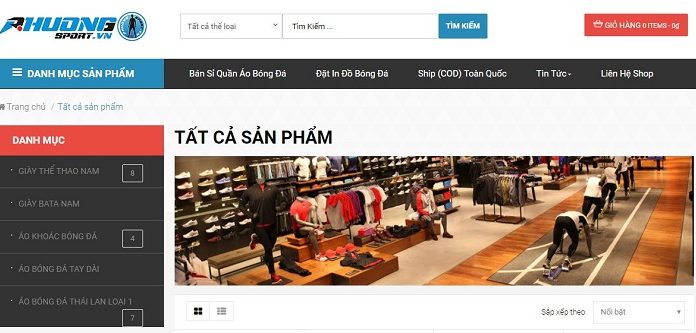 PHUONG
SPORT.VN
Tất cả thể loại
Tìm Kiếm ...
TÌM KIẾM
GIỎ HÀNG 0 ITEMS - 0₫
DANH MỤC SẢN PHẨM
Bán Sỉ Quần Áo Bóng Đá
Đặt In Đồ Bóng Đá
Ship (COD) Toàn Quốc
Tin Tức
Liên Hệ Shop
Trang chủ / Tất cả sản phẩm
DANH MỤC
GIÀY THỂ THAO NAM 8
GIÀY BATA NAM
ÁO KHOÁC BÓNG ĐÁ 4
ÁO BÓNG ĐÁ TAY DÀI
ÁO BÓNG ĐÁ THÁI LAN LOẠI 1
7
TẤT CẢ SẢN PHẨM
Sắp xếp theo
Nổi bật